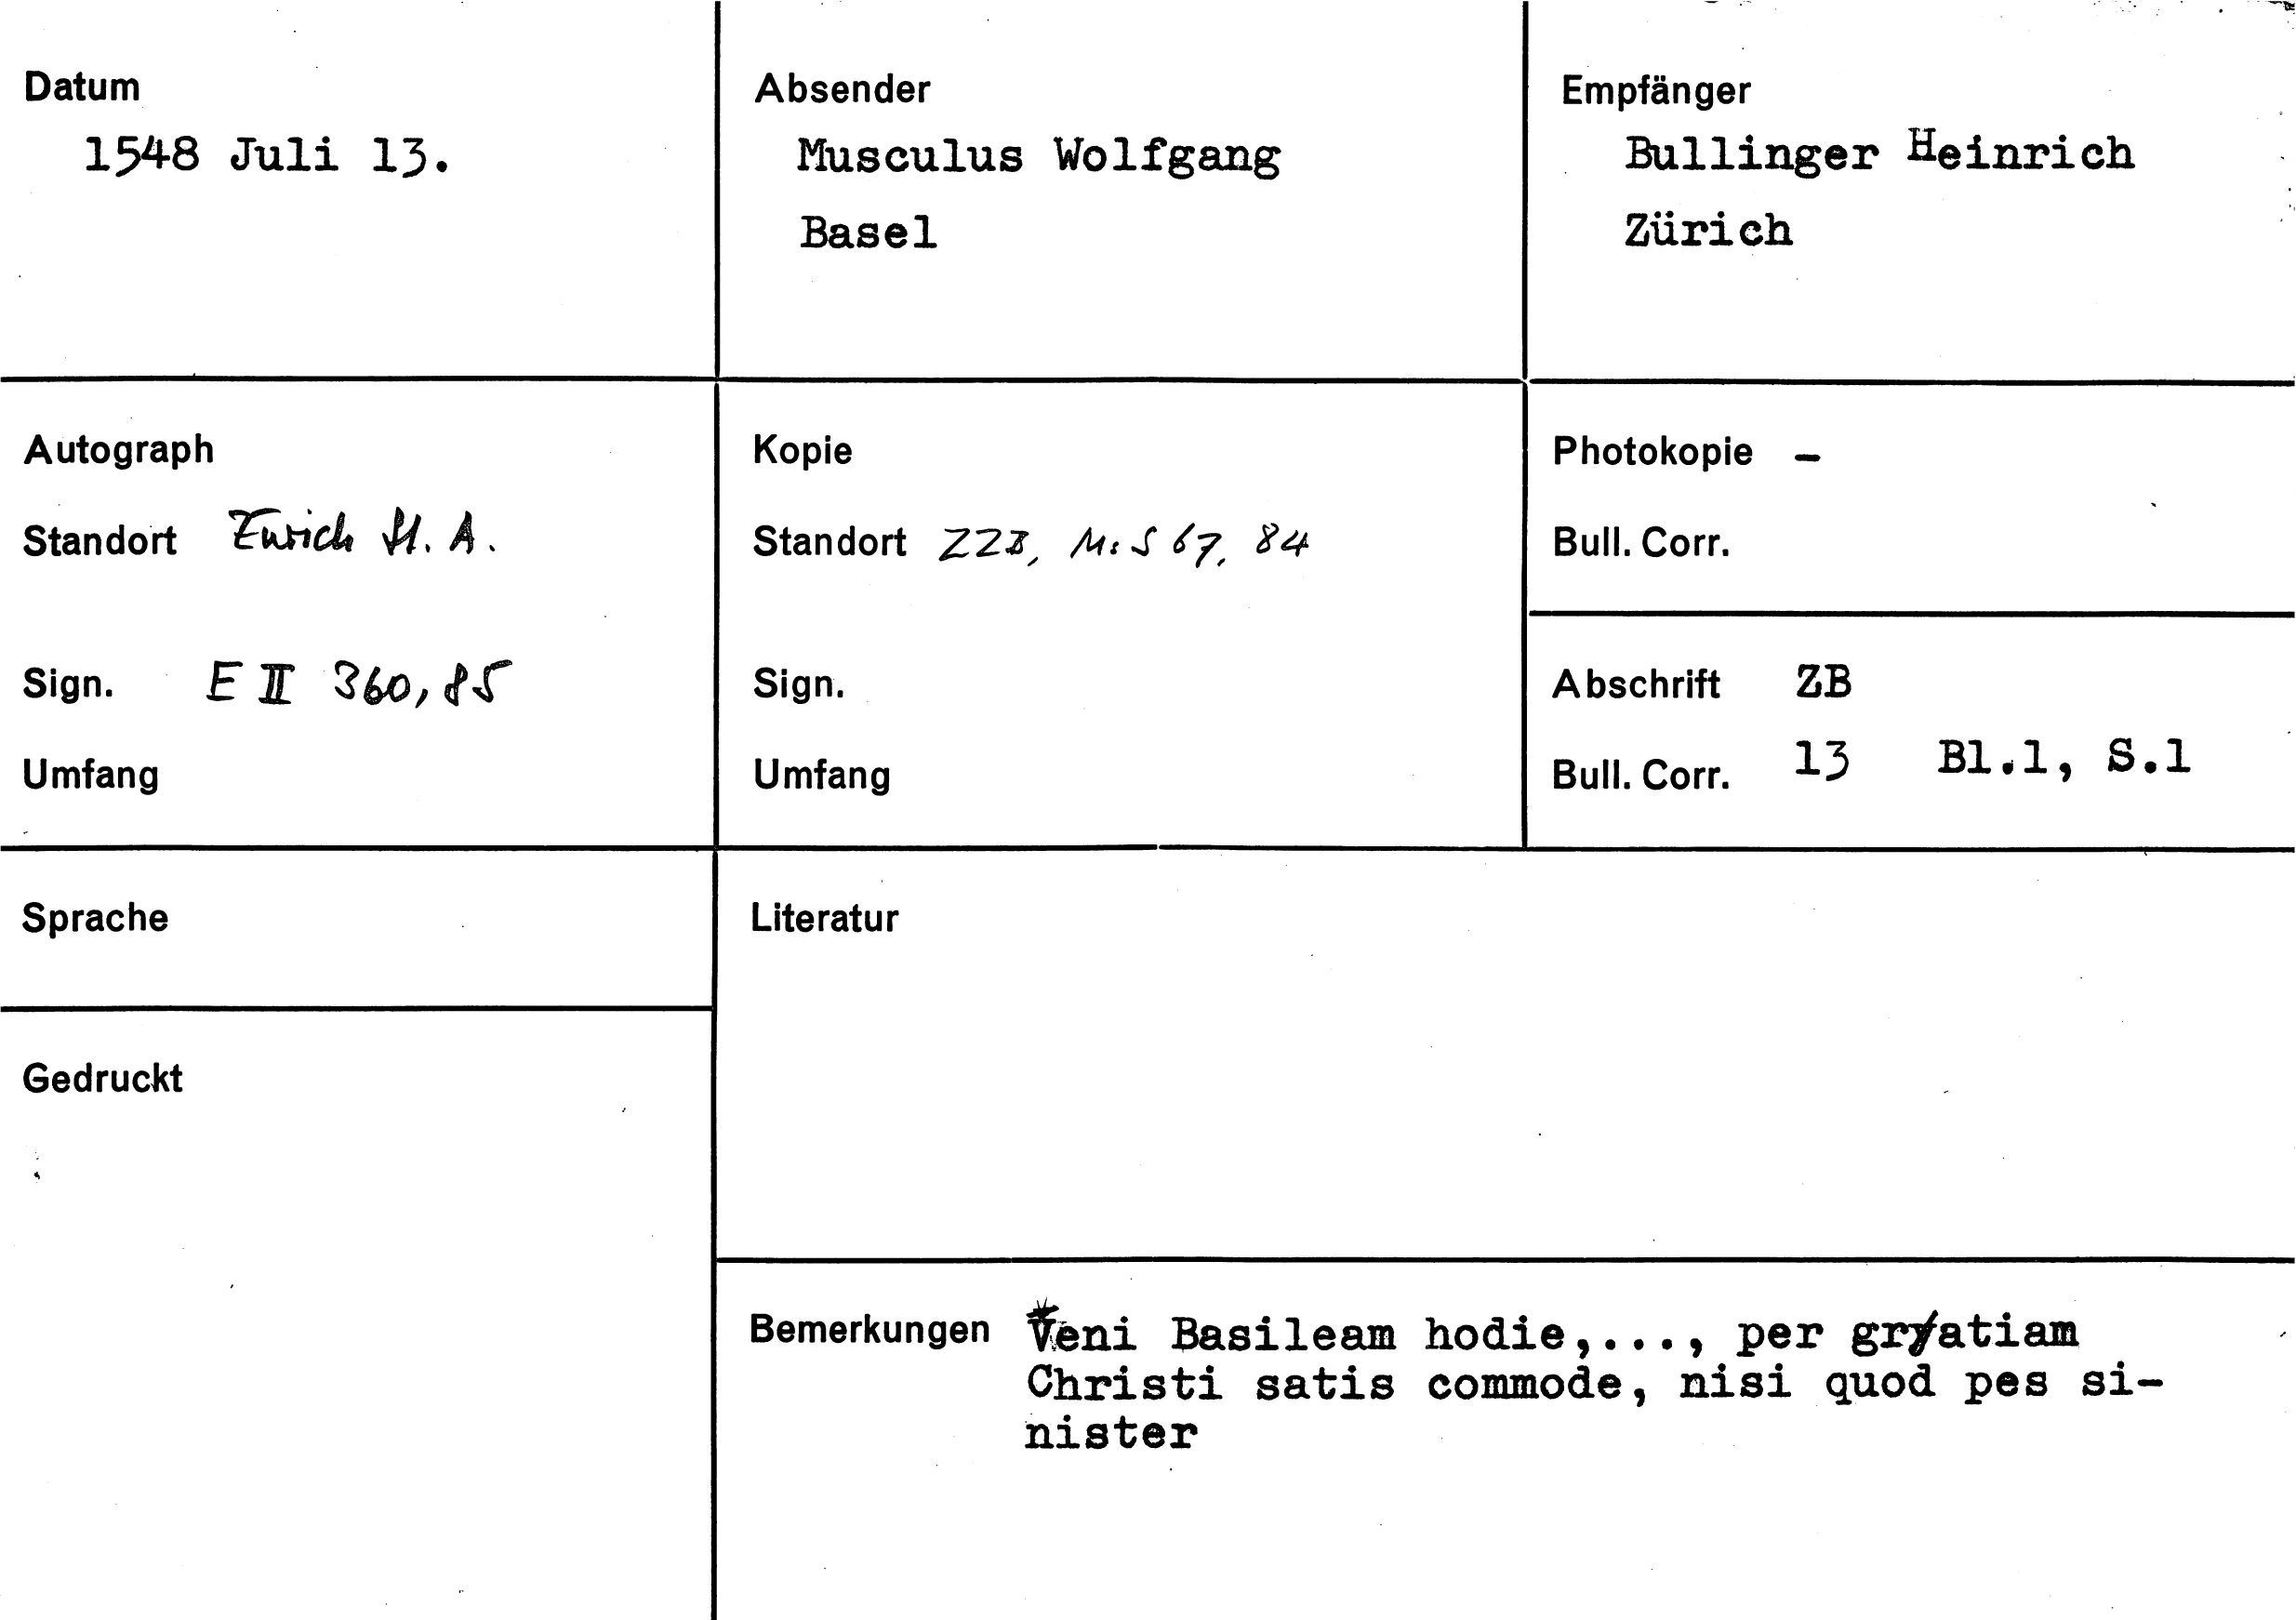 Datum
1548 Juli 13.
Absender
Musculus Wolfgang
Basel
Empfänger
Bullinger Heinrich
Zürich
Autograph
Standort Zürich St. A.
Sign. E II 360, 85
Umfang
Kopie
Standort ZZB, Ms S 67, 84
Sign.
Umfang
Photokopie –
Bull. Corr.
Abschrift ZB
Bull. Corr. 13 Bl.1, S.1
Sprache
Literatur
Gedruckt
Bemerkungen Veni Basileam hodie,..., per gratiam
Christi satis commode, nisi quod pes si-
nister